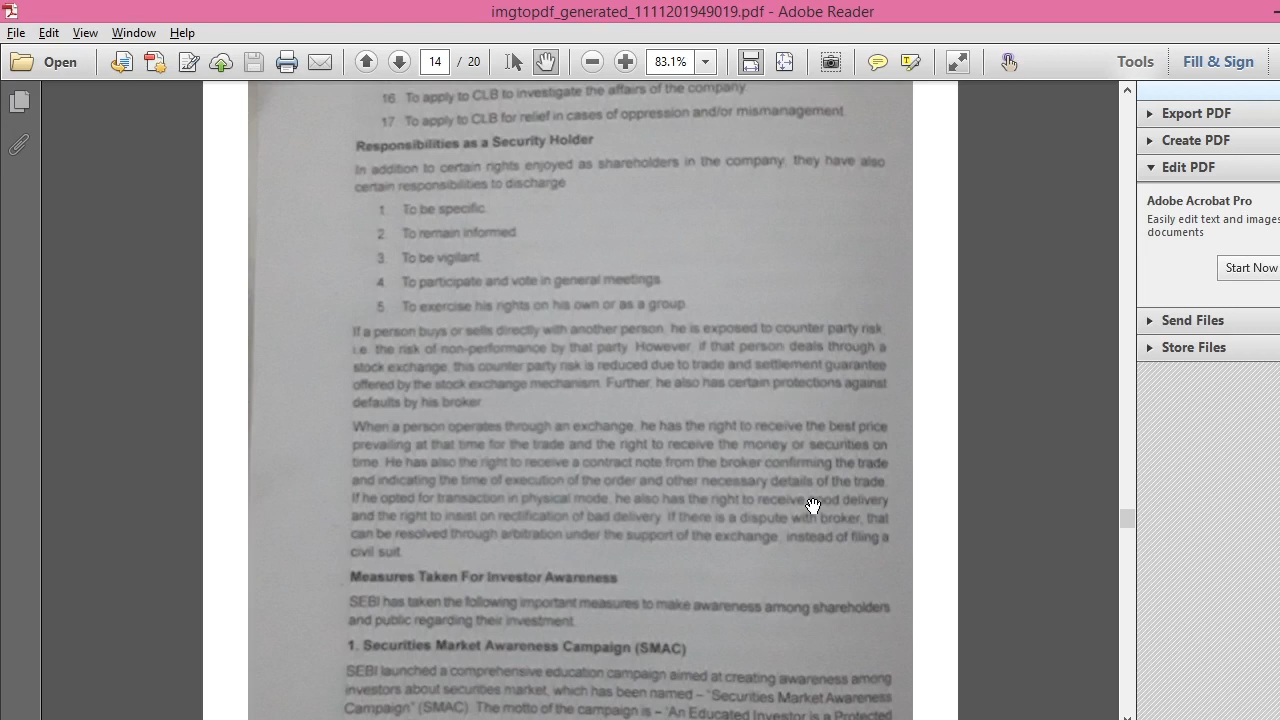 imgtopdf_generated_1111201949019.pdf - Adobe Reader
File Edit View Window Help
Open 14 / 20 83.1% Tools Fill & Sign
16. To apply to CLB to investigate the affairs of the company
17 To apply to CLB for relief in cases of oppression and/or mismanagement
Responsibilities as a Security Holder
In addition to certain rights enjoyed as shareholders in the company, they have also
certain responsibilities to discharge
1. To be specific.
2. To remain informed
3. To be vigilant
4. To participate and vote in general meetings
5. To exercise his rights on his own or as a group.
If a person buys or sells directly with another person, he is exposed to counter party risk,
i.e. the risk of non-performance by that party. However, if that person deals through a
stock exchange, this counter party risk is reduced due to trade and settlement guarantee
offered by the stock exchange mechanism. Further, he also has certain protections against
defaults by his broker.
When a person operates through an exchange, he has the right to receive the best price
prevailing at that time for the trade and the right to receive the money or securities on
time. He has also the right to receive a contract note from the broker confirming the trade
and indicating the time of execution of the order and other necessary details of the trade.
If he opted for transaction in physical mode, he also has the right to receive good delivery
and the right to insist on rectification of bad delivery. If there is a dispute with broker, that
can be resolved through arbitration under the support of the exchange, instead of filing a
civil suit.
Measures Taken For Investor Awareness
SEBI has taken the following important measures to make awareness among shareholders
and public regarding their investment.
1. Securities Market Awareness Campaign (SMAC)
SEBI launched a comprehensive education campaign aimed at creating awareness among
investors about securities market, which has been named – "Securities Market Awareness
Campaign" (SMAC). The motto of the campaign is – 'An Educated Investor is a Protected
Export PDF
Create PDF
Edit PDF
Adobe Acrobat Pro
Easily edit text and images
documents
Start Now
Send Files
Store Files